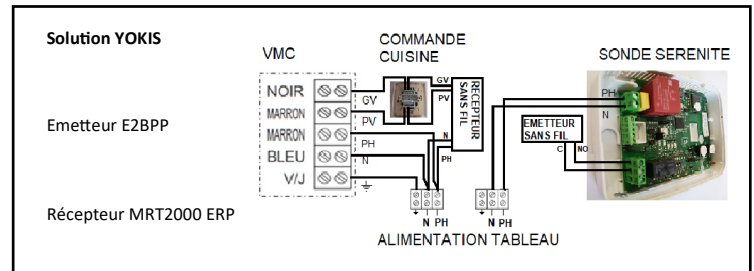 Solution YOKIS
Emetteur E2BPP
Récepteur MRT2000 ERP
VMC
NOIR
MARRON
MARRON
BLEU
V/J
GV
PV
PH
N
COMMANDE
CUISINE
GV
PV
N
PH
RECEPTEUR
SANS FIL
N PH
N PH
ALIMENTATION TABLEAU
SONDE SERENITE
PH
N
EMETTEUR
SANS FIL
C NO